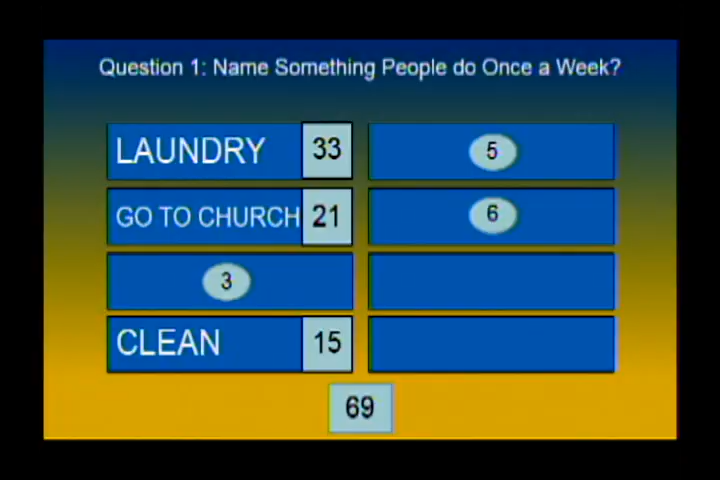 Question 1: Name Something People do Once a Week?
LAUNDRY 33
5
GO TO CHURCH 21
6
3
CLEAN 15
69